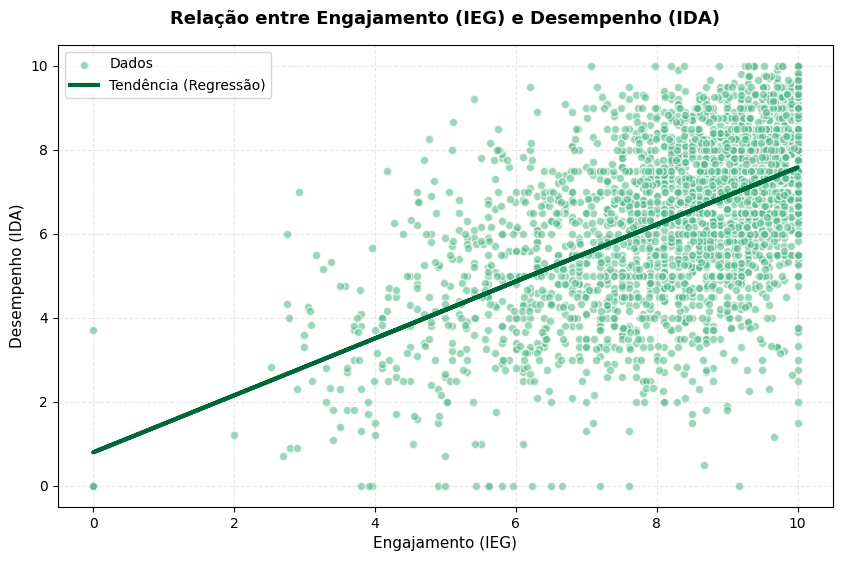 Relação entre Engajamento (IEG) e Desempenho (IDA)
Dados
Tendência (Regressão)
Desempenho (IDA)
10
8
6
4
2
0
0 2 4 6 8 10
Engajamento (IEG)